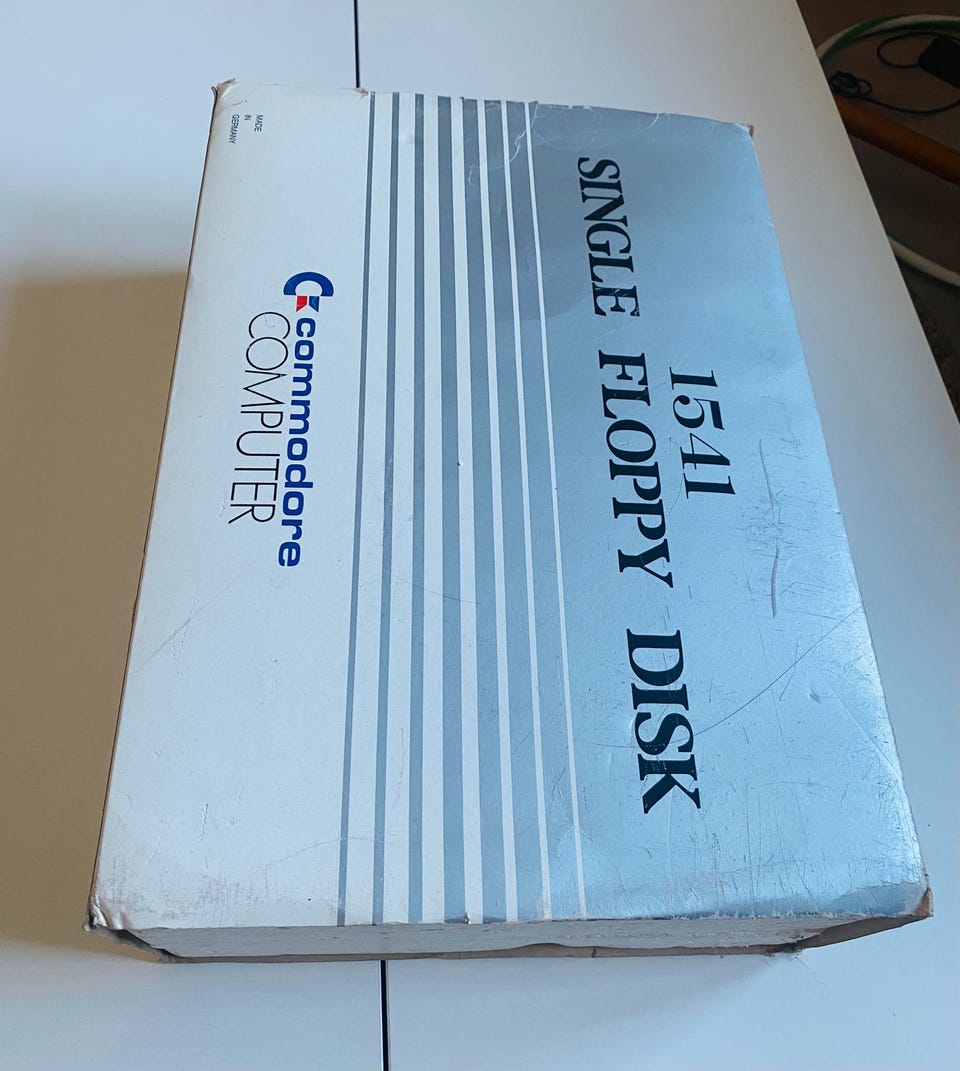 1541
SINGLE FLOPPY DISK
commodore
COMPUTER
MADE
IN
GERMANY